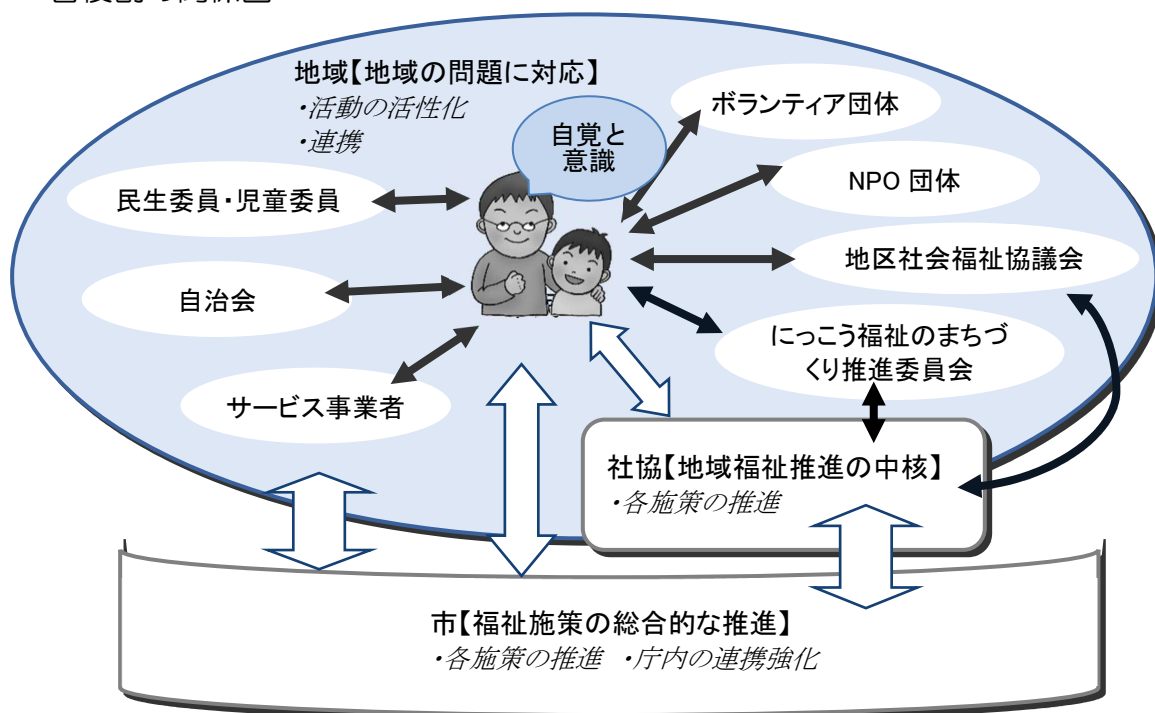 地域【地域の問題に対応】
・活動の活性化
・連携
自覚と
意識
ボランティア団体
民生委員・児童委員
NPO 団体
地区社会福祉協議会
自治会
にっこう福祉のまちづ
くり推進委員会
サービス事業者
社協【地域福祉推進の中核】
・各施策の推進
市【福祉施策の総合的な推進】
・各施策の推進 ・庁内の連携強化